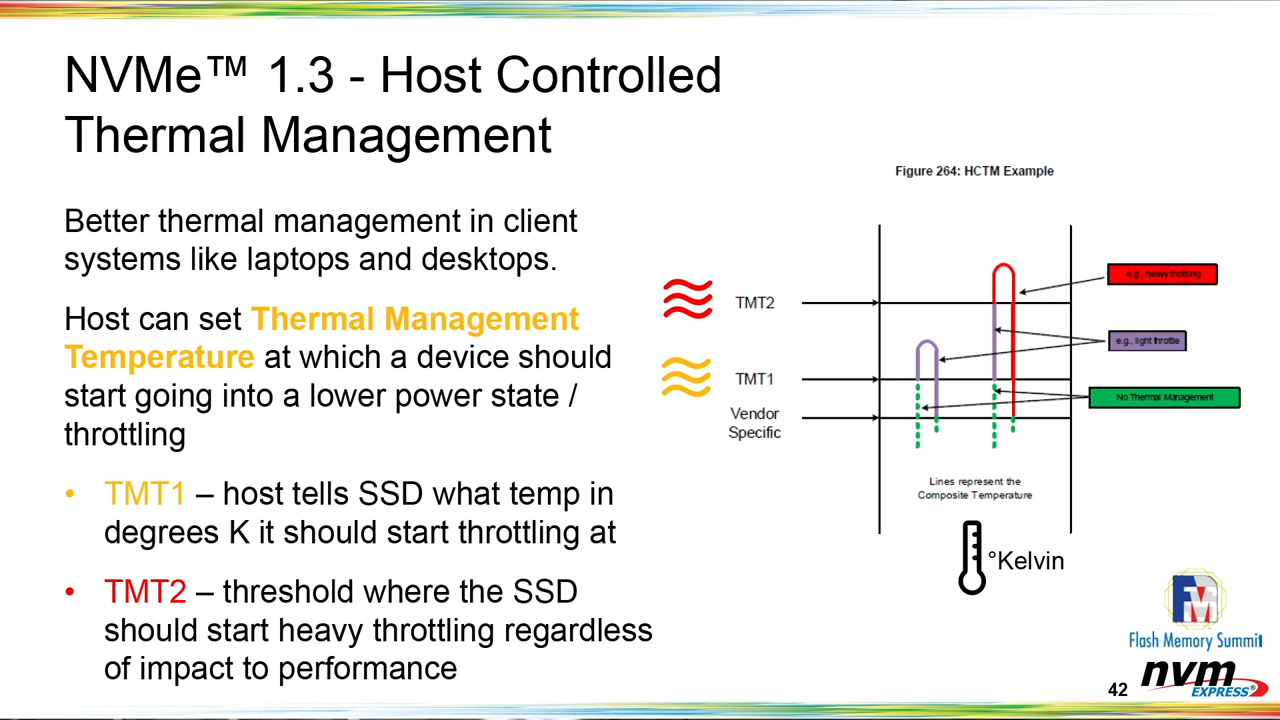 NVMe™ 1.3 - Host Controlled
Thermal Management
Better thermal management in client
systems like laptops and desktops.
Host can set Thermal Management
Temperature at which a device should
start going into a lower power state /
throttling
• TMT1 – host tells SSD what temp in
degrees K it should start throttling at
• TMT2 – threshold where the SSD
should start heavy throttling regardless
of impact to performance
Figure 264: HCTM Example
TMT2
TMT1
Vendor
Specific
e.g., heavy throttling
e.g., light throttle
No Thermal Management
Lines represent the
Composite Temperature
°Kelvin
FMS
Flash Memory Summit
42
nvm
EXPRESS®